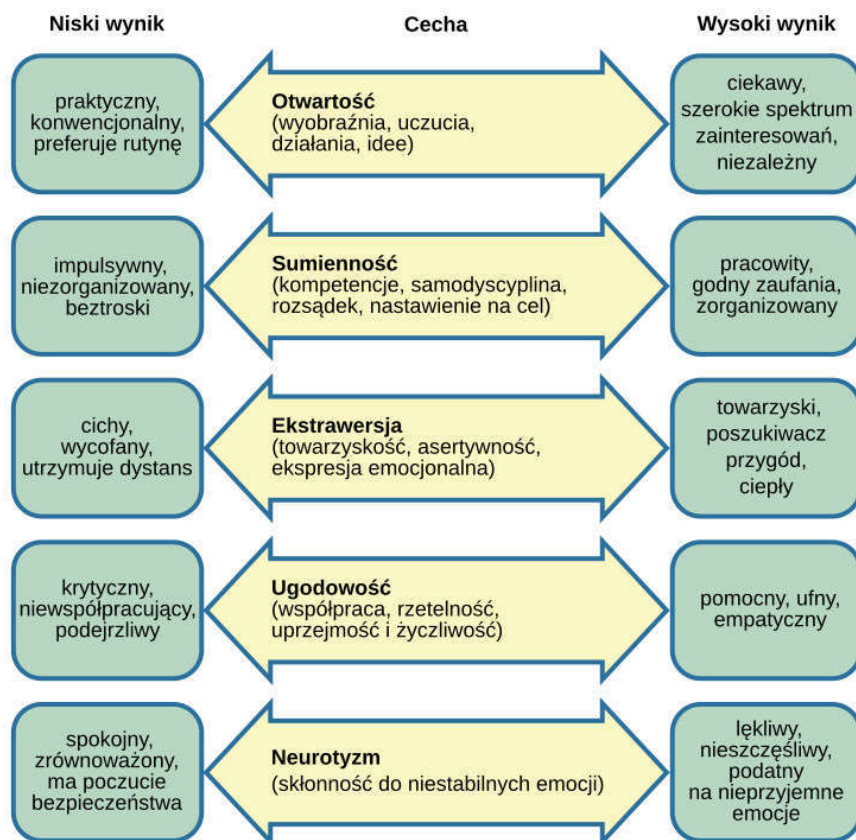 Niski wynik
Cecha
Wysoki wynik
praktyczny,
konwencjonalny,
preferuje rutynę
Otwartość
(wyobraźnia, uczucia,
działania, idee)
ciekawy,
szerokie spektrum
zainteresowań,
niezależny
impulsywny,
niezorganizowany,
beztroski
Sumienność
(kompetencje, samodyscyplina,
rozsądek, nastawienie na cel)
pracowity,
godny zaufania,
zorganizowany
cichy,
wycofany,
utrzymuje dystans
Ekstrawersja
(towarzyskość, asertywność,
ekspresja emocjonalna)
towarzyski,
poszukiwacz
przygód,
ciepły
krytyczny,
niewspółpracujący,
podejrzliwy
Ugodowość
(współpraca, rzetelność,
uprzejmość i życzliwość)
pomocny, ufny,
empatyczny
spokojny,
zrównoważony,
ma poczucie
bezpieczeństwa
Neurotyzm
(skłonność do niestabilnych emocji)
lękliwy,
nieszczęśliwy,
podatny
na nieprzyjemne
emocje